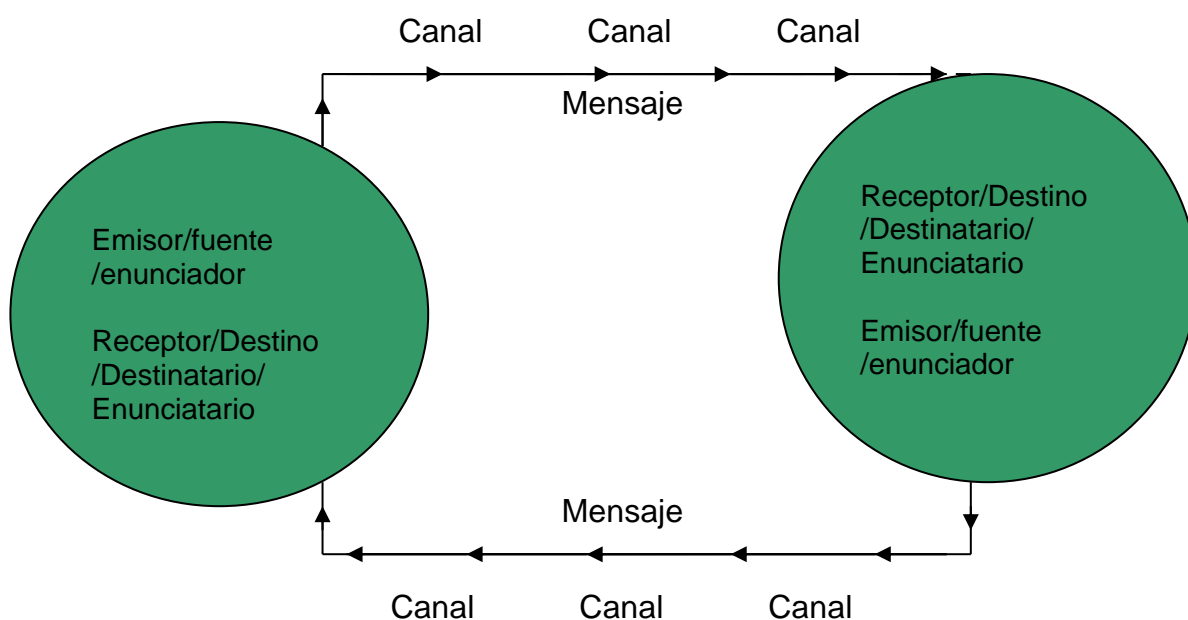 Canal Canal Canal
Mensaje
Emisor/fuente
/enunciador
Receptor/Destino
/Destinatario/
Enunciatario
Receptor/Destino
/Destinatario/
Enunciatario
Emisor/fuente
/enunciador
Mensaje
Canal Canal Canal